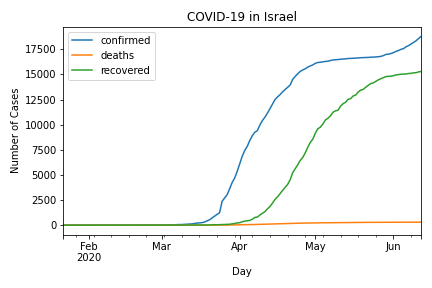 COVID-19 in Israel
confirmed
deaths
recovered
Number of Cases
17500
15000
12500
10000
7500
5000
2500
0
Feb
2020
Mar
Apr
May
Jun
Day